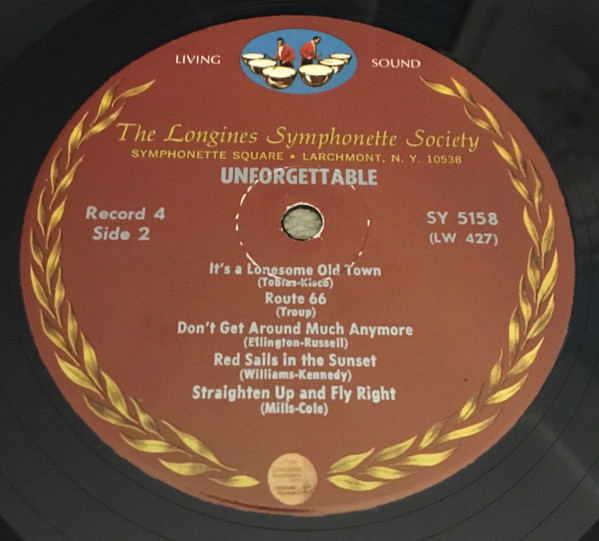 LIVING SOUND
The Longines Symphonette Society
SYMPHONETTE SQUARE • LARCHMONT, N. Y. 10538
UNFORGETTABLE
Record 4
Side 2
SY 5158
(LW 427)
It's a Lonesome Old Town
(Tobias-Kisco)
Route 66
(Troup)
Don't Get Around Much Anymore
(Ellington-Russell)
Red Sails in the Sunset
(Williams-Kennedy)
Straighten Up and Fly Right
(Mills-Cole)